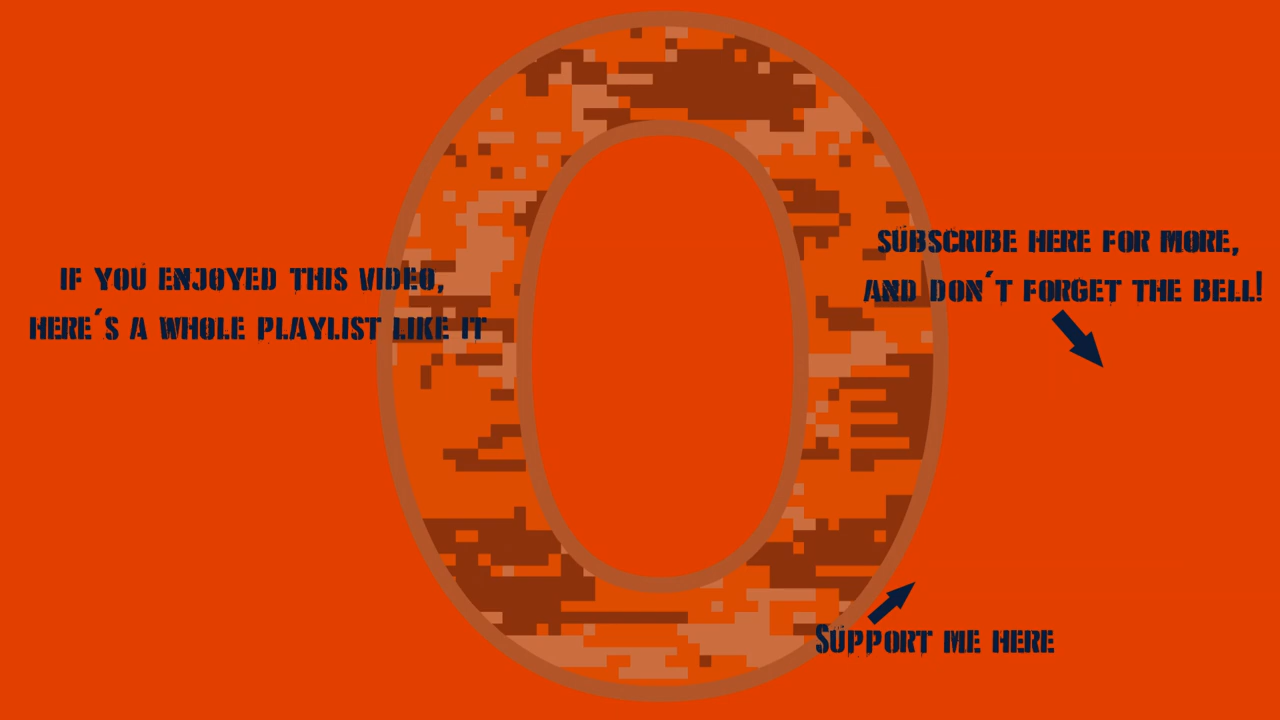 IF YOU ENJOYED THIS VIDEO,
HERE'S A WHOLE PLAYLIST LIKE IT
SUBSCRIBE HERE FOR MORE,
AND DON'T FORGET THE BELL!
SUPPORT ME HERE